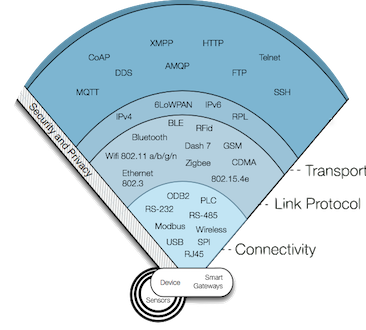 XMPP
HTTP
CoAP
Telnet
AMQP
DDS
FTP
MQTT
SSH
6LoWPAN
IPv6
IPv4
RPL
BLE
RFid
Bluetooth
Dash 7
GSM
Wifi 802.11 a/b/g/n
Zigbee
CDMA
Ethernet
802.3
802.15.4e
Security and Privacy
Transport
Link Protocol
Connectivity
ODB2
PLC
RS-232
RS-485
Modbus
Wireless
USB
SPI
RJ45
Device
Smart
Gateways
Sensors